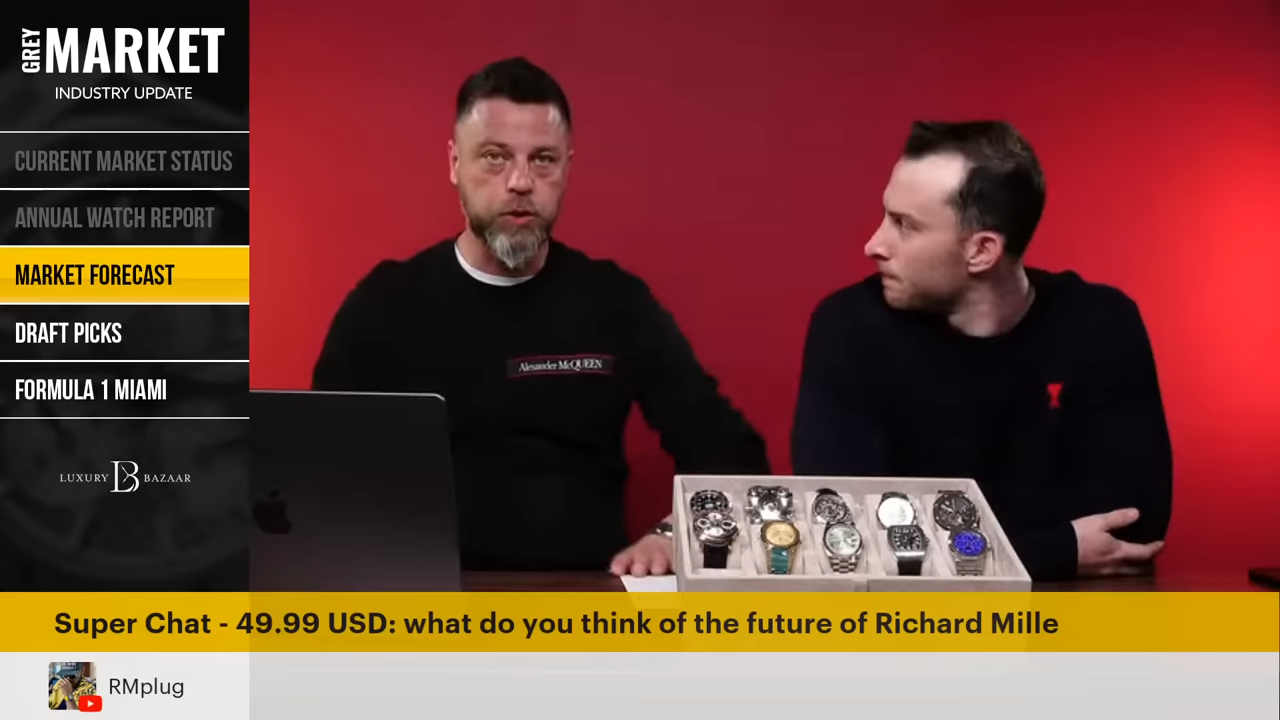 GREY
MARKET
INDUSTRY UPDATE
CURRENT MARKET STATUS
ANNUAL WATCH REPORT
MARKET FORECAST
DRAFT PICKS
FORMULA 1 MIAMI
LUXURY LB BAZAAR
Alexander McQUEEN
Super Chat - 49.99 USD: what do you think of the future of Richard Mille
RMplug